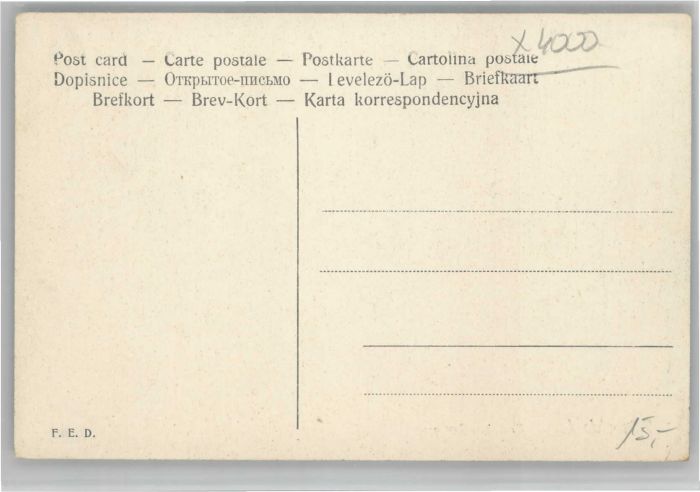 x 4000
Post card — Carte postale — Postkarte — Cartolina postale
Dopisnice — Открытое-письмо — Levelező-Lap — Briefkaart
Brefkort — Brev-Kort — Karta korrespondencyjna
F. E. D.
15,-